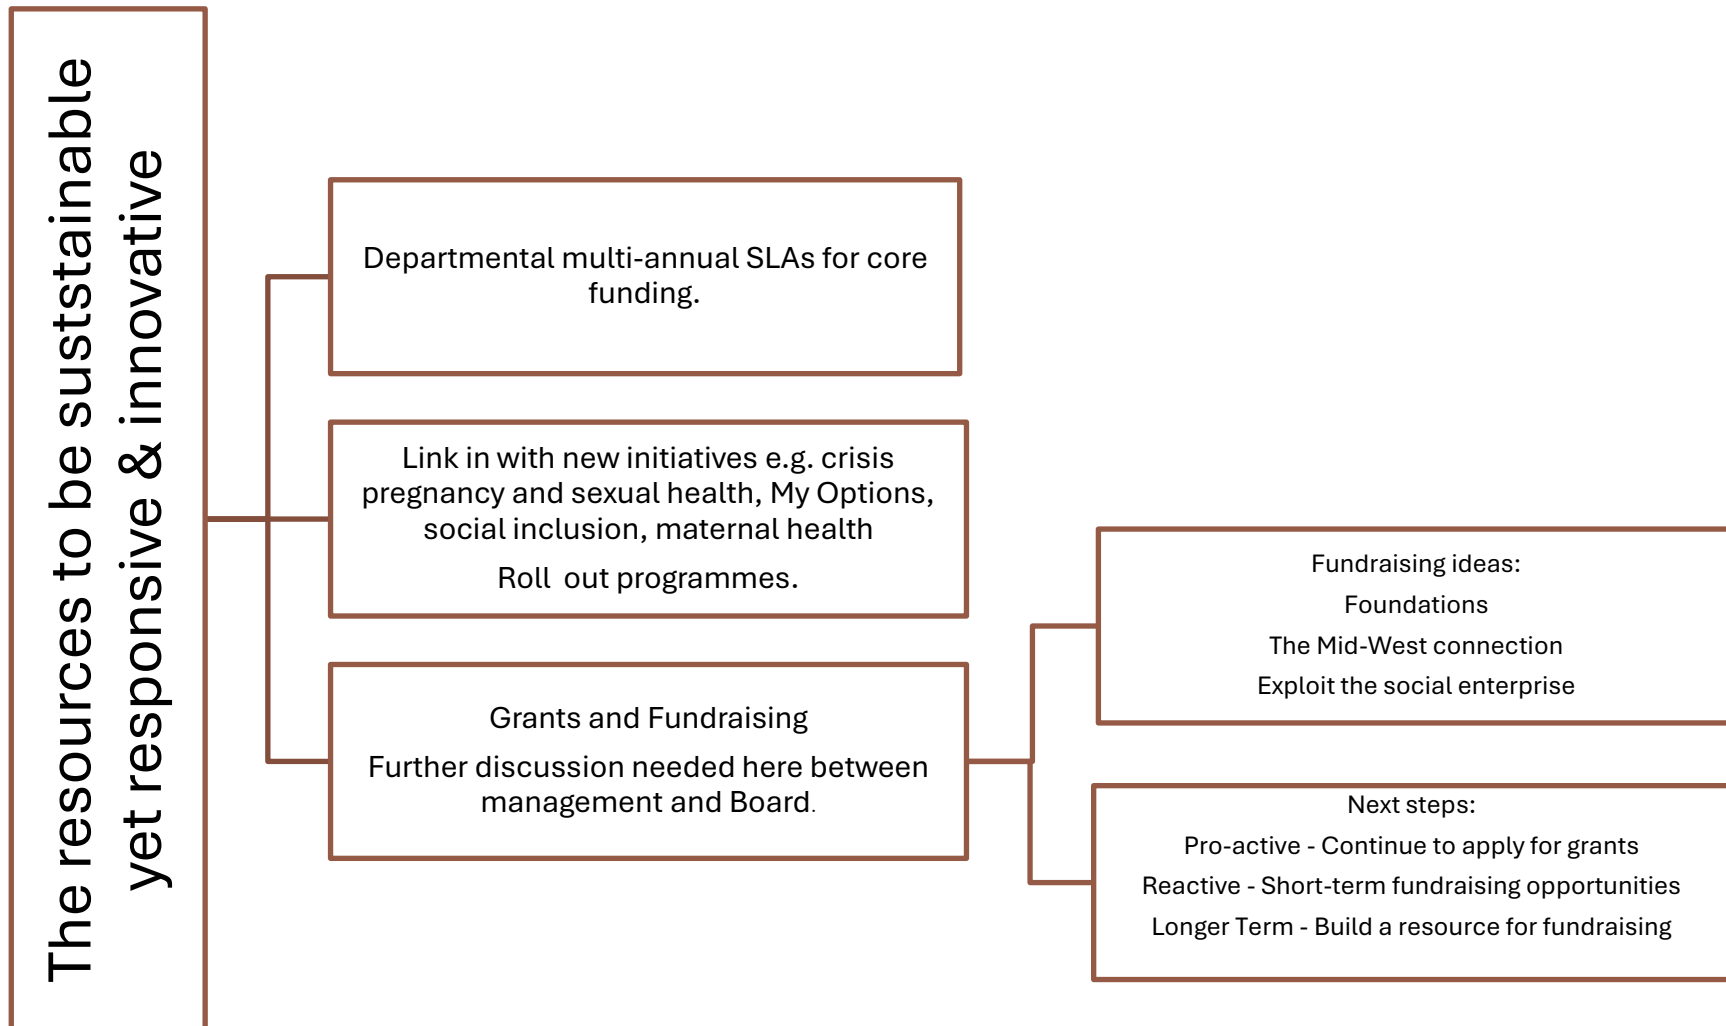 The resources to be suststainable
yet responsive & innovative
Departmental multi-annual SLAs for core
funding.
Link in with new initiatives e.g. crisis
pregnancy and sexual health, My Options,
social inclusion, maternal health
Roll  out programmes.
Grants and Fundraising
Further discussion needed here between
management and Board.
Fundraising ideas:
Foundations
The Mid-West connection
Exploit the social enterprise
Next steps:
Pro-active - Continue to apply for grants
Reactive - Short-term fundraising opportunities
Longer Term - Build a resource for fundraising